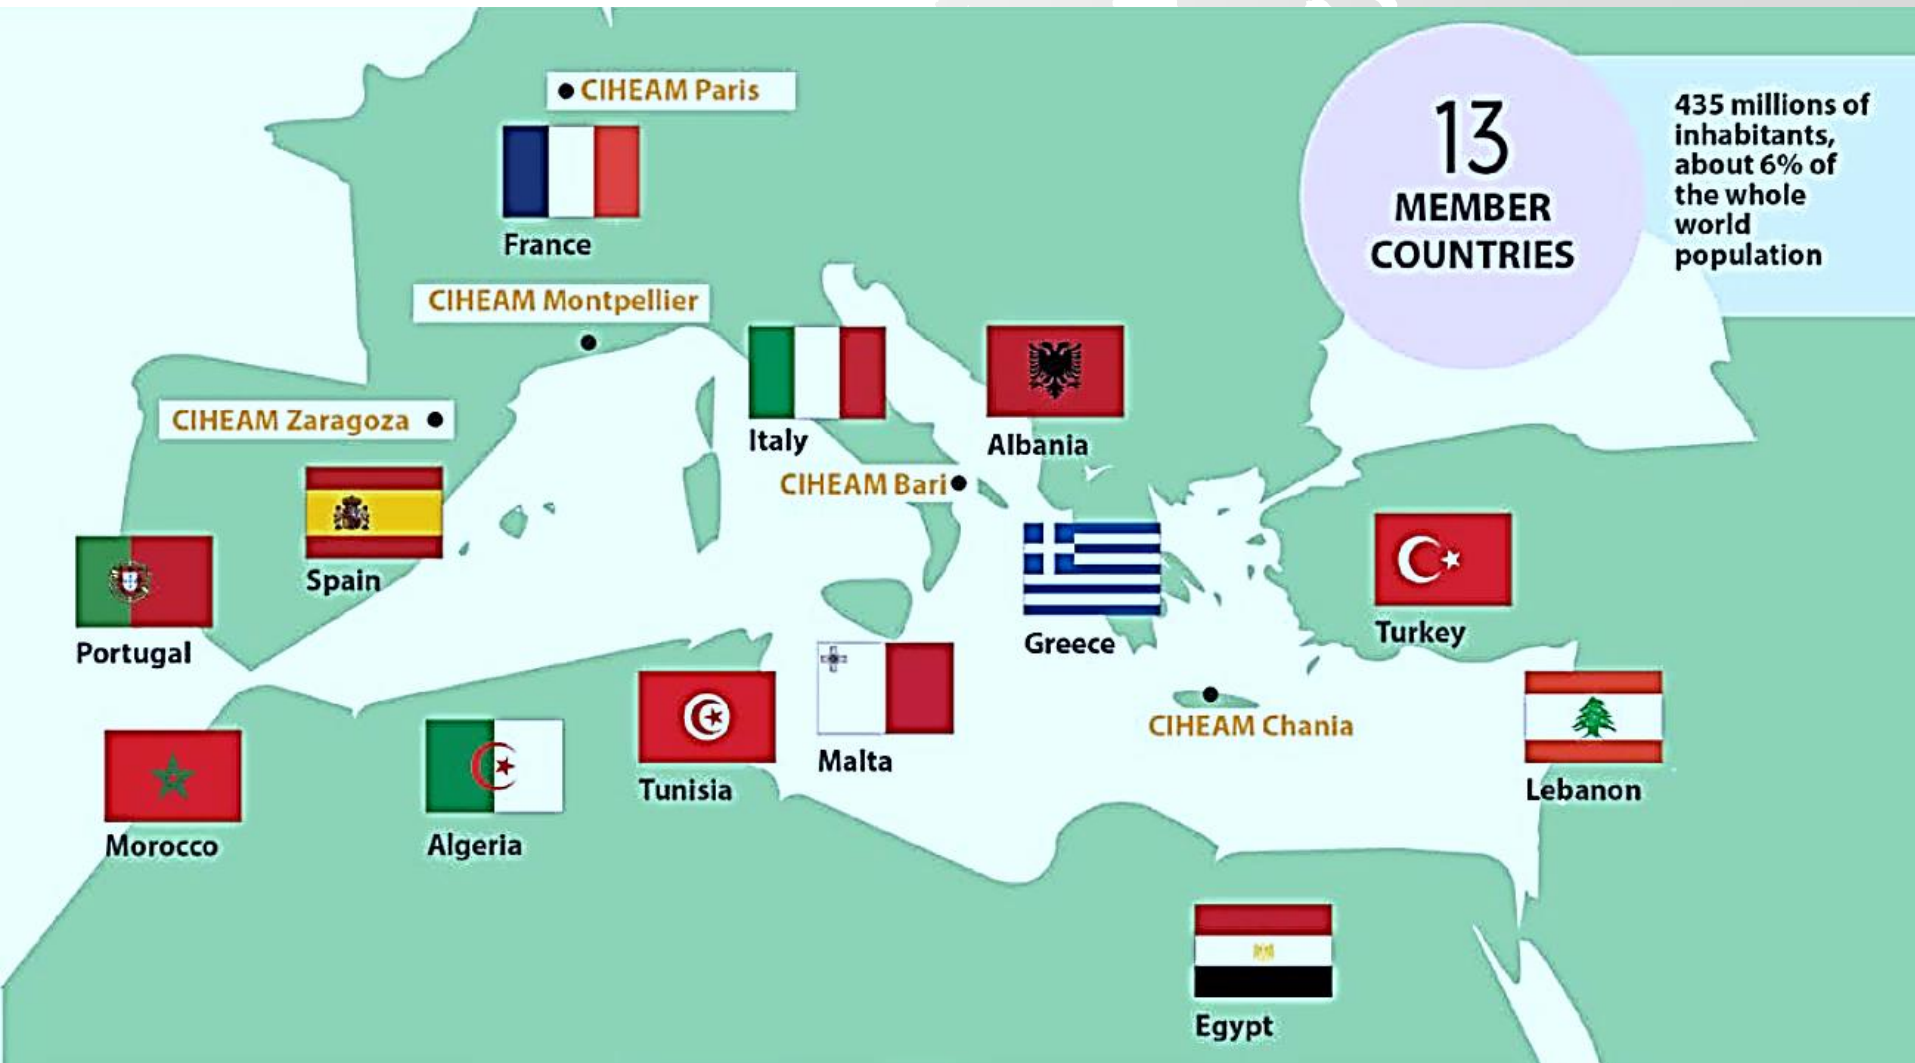 CIHEAM Paris
France
CIHEAM Montpellier
CIHEAM Zaragoza
Spain
Portugal
Italy
CIHEAM Bari
Albania
Greece
Turkey
CIHEAM Chania
Lebanon
Malta
Tunisia
Algeria
Morocco
Egypt
13
MEMBER
COUNTRIES
435 millions of
inhabitants,
about 6% of
the whole
world
population